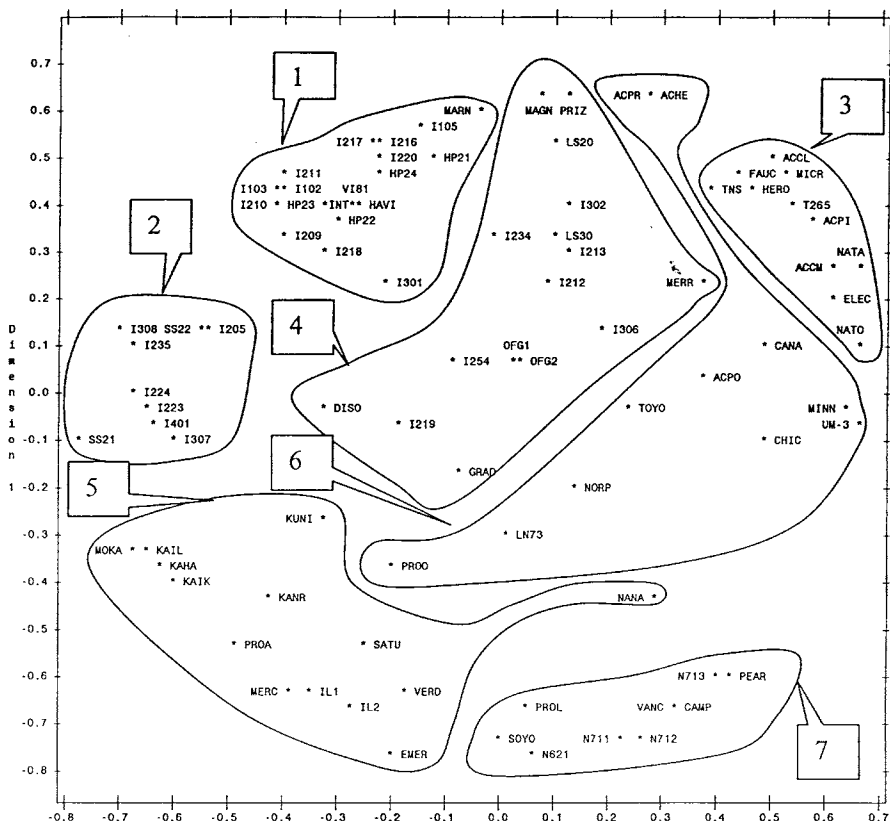 0.7
1
ACPR ACHE
3
0.6
MARN
MAGN PRIZ
I105
I217 I216
LS20
0.5
I220 HP21
ACCL
I211 HP24
FAUC MICR
I103 I102 VI81
TNS HERO
0.4
I210 HP23 INT HAVI
I302
T265
HP22
ACPI
2
I209
I234 LS30
0.3
I218
I213
NATA
ACCM
I301
I212
MERR
0.2
4
ELEC
I308 SS22 I205
I306
NATO
0.1
I235
OFG1
CANA
I254 OFG2
ACPO
0.0
I224
I223
DISO
TOYO
MINN
I401
I219
UM-3
-0.1
SS21 I307
CHIC
5
6
GRAD
-0.2
NORP
KUNI
-0.3
LN73
MOKA KAIL
KAHA
PROO
-0.4
KAIK
KANR
NANA
-0.5
PROA SATU
-0.6
N713 PEAR
MERC IL1 VERD
IL2
PROL
VANC CAMP
-0.7
SOYO
N711 N712
7
EMER
N621
-0.8
Dimension 1
-0.8 -0.7 -0.6 -0.5 -0.4 -0.3 -0.2 -0.1 0.0 0.1 0.2 0.3 0.4 0.5 0.6 0.7